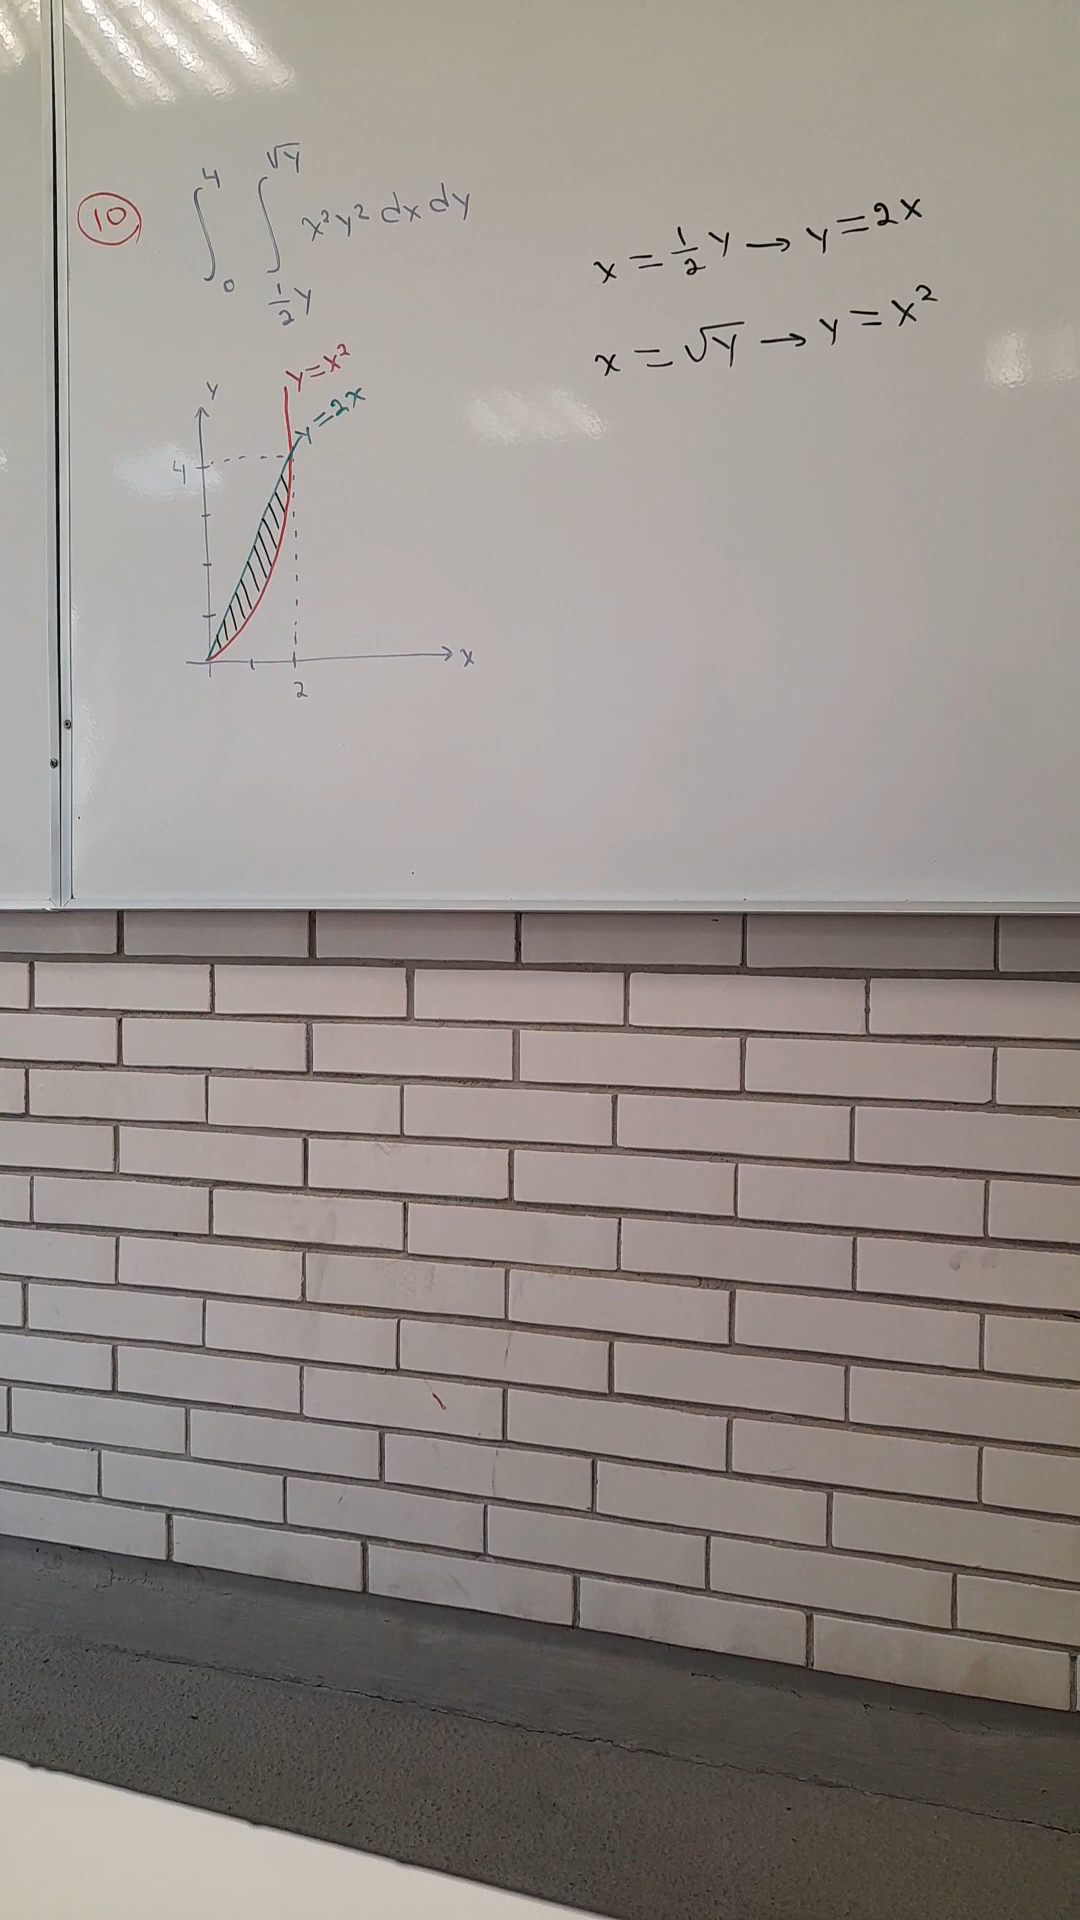 10 ∫₀⁴ ∫_{½y}^{√y} x²y² dx dy
x = ½y → y = 2x
x = √y → y = x²
y = x²
y
y = 2x
4
x
2